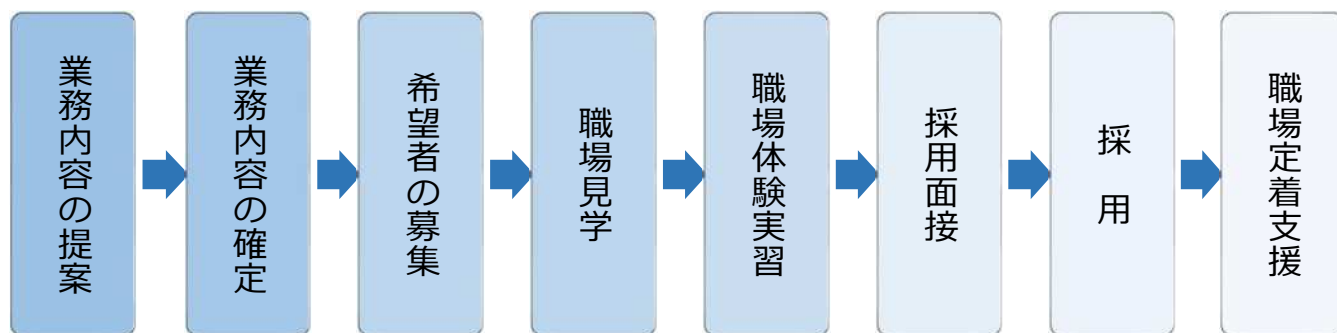 業務内容の提案
業務内容の確定
希望者の募集
職場見学
職場体験実習
採用面接
採用
職場定着支援